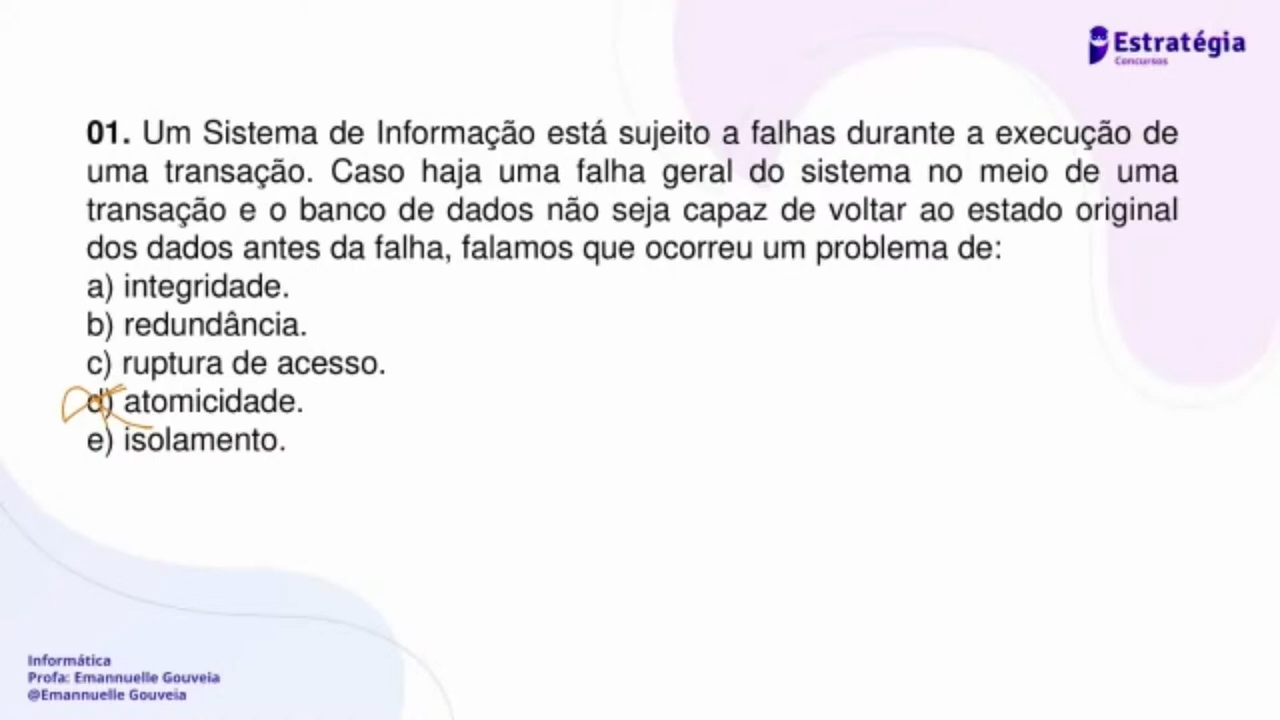 Estratégia
Concursos
01. Um Sistema de Informação está sujeito a falhas durante a execução de
uma transação. Caso haja uma falha geral do sistema no meio de uma
transação e o banco de dados não seja capaz de voltar ao estado original
dos dados antes da falha, falamos que ocorreu um problema de:
a) integridade.
b) redundância.
c) ruptura de acesso.
d) atomicidade.
e) isolamento.
Informática
Profa: Emannuelle Gouveia
@Emannuelle Gouveia